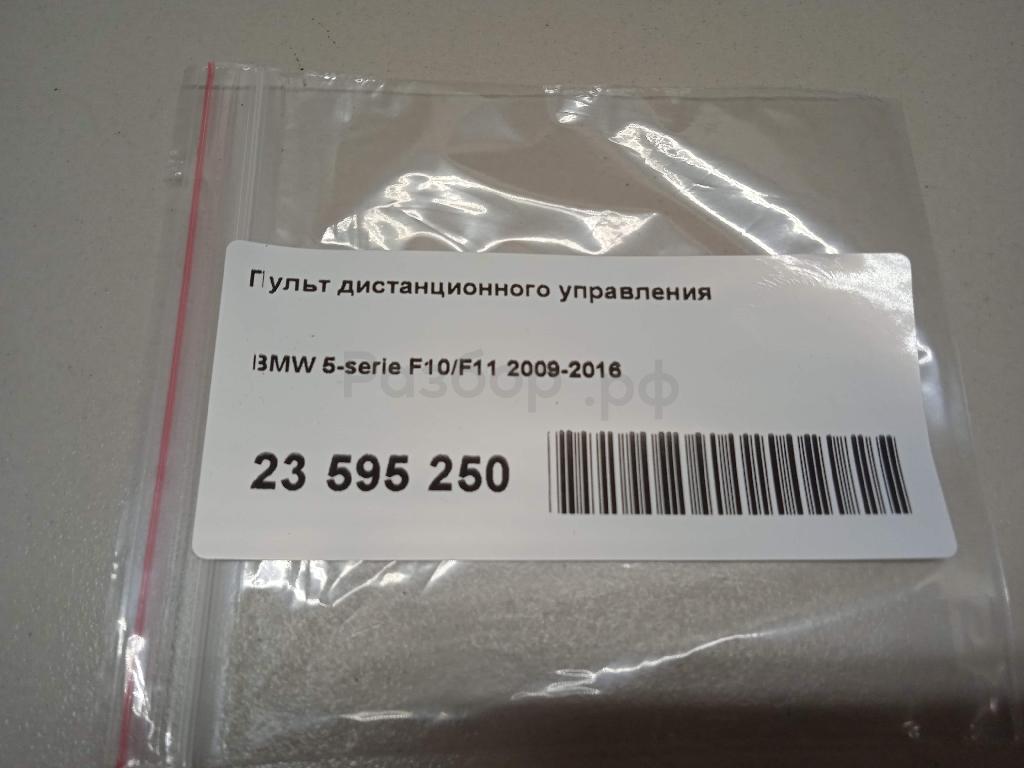 Пульт дистанционного управления
BMW 5-serie F10/F11 2009-2016
Разбор.рф
23 595 250